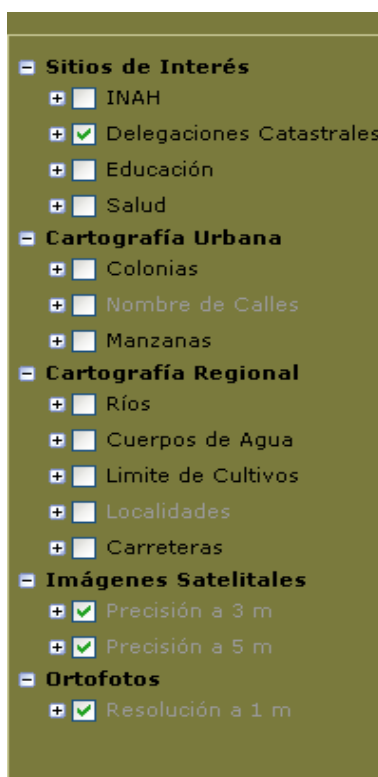 Sitios de Interés
INAH
Delegaciones Catastrales
Educación
Salud
Cartografía Urbana
Colonias
Nombre de Calles
Manzanas
Cartografía Regional
Ríos
Cuerpos de Agua
Limite de Cultivos
Localidades
Carreteras
Imágenes Satelitales
Precisión a 3 m
Precisión a 5 m
Ortofotos
Resolución a 1 m